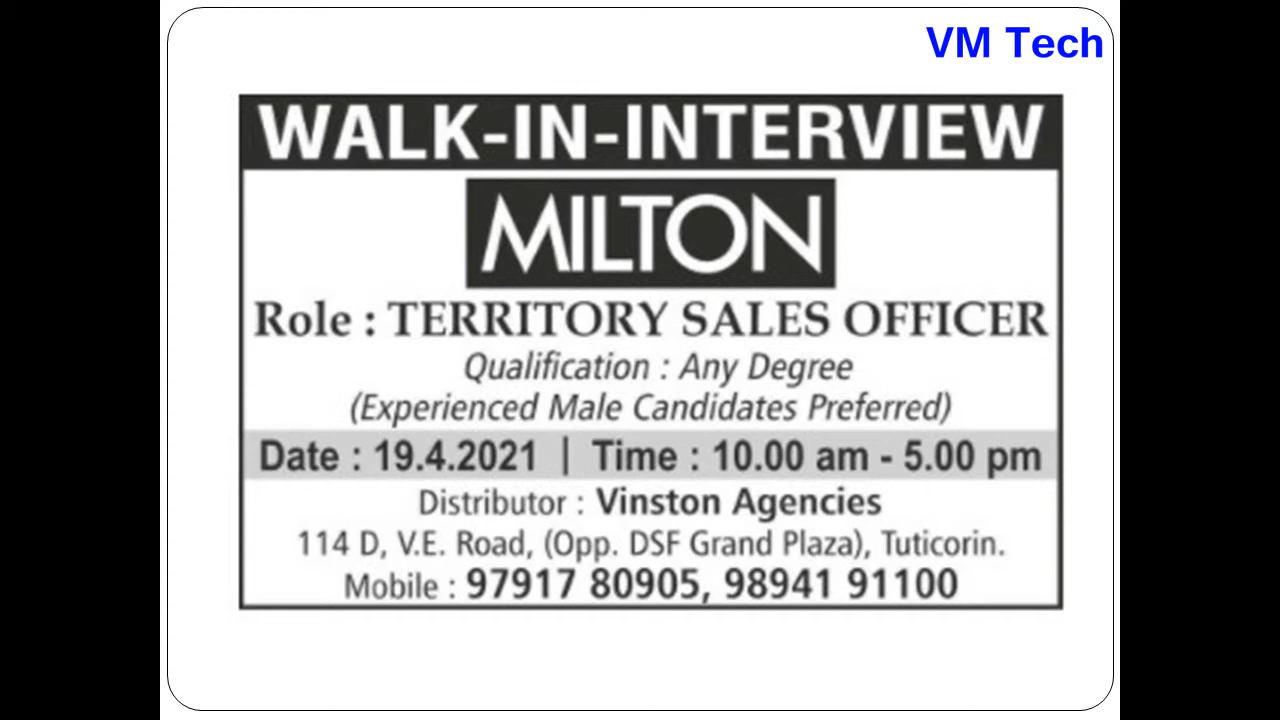 VM Tech
WALK-IN-INTERVIEW
MILTON
Role : TERRITORY SALES OFFICER
Qualification : Any Degree
(Experienced Male Candidates Preferred)
Date : 19.4.2021 | Time : 10.00 am - 5.00 pm
Distributor : Vinston Agencies
114 D, V.E. Road, (Opp. DSF Grand Plaza), Tuticorin.
Mobile : 97917 80905, 98941 91100